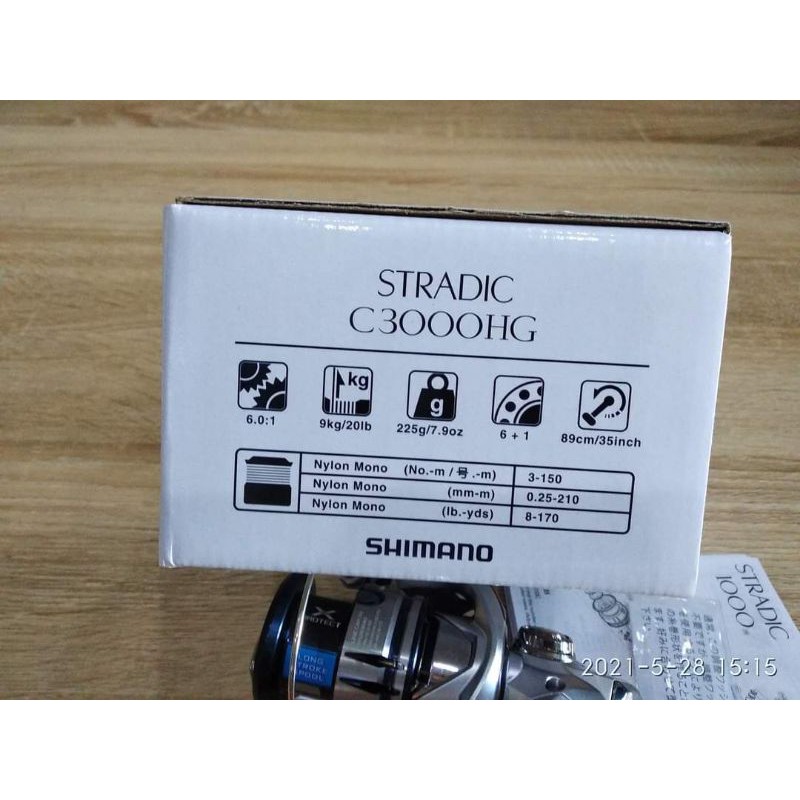 STRADIC
C3000HG
kg
g
6.0:1
9kg/20lb
225g/7.9oz
6 + 1
89cm/35inch
Nylon Mono (No.-m / 号.-m) 3-150
Nylon Mono (mm-m) 0.25-210
Nylon Mono (lb.-yds) 8-170
SHIMANO
X
PROTECT
LONG
STROKE
SPOOL
STRADIC
1000
2021-5-28 15:15